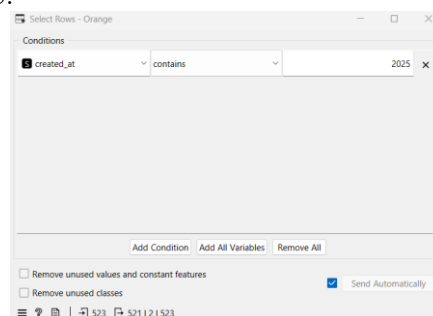 Select Rows - Orange
Conditions
S created_at contains 2025
Add Condition Add All Variables Remove All
Remove unused values and constant features
Remove unused classes
Send Automatically
523 521 | 2 | 523